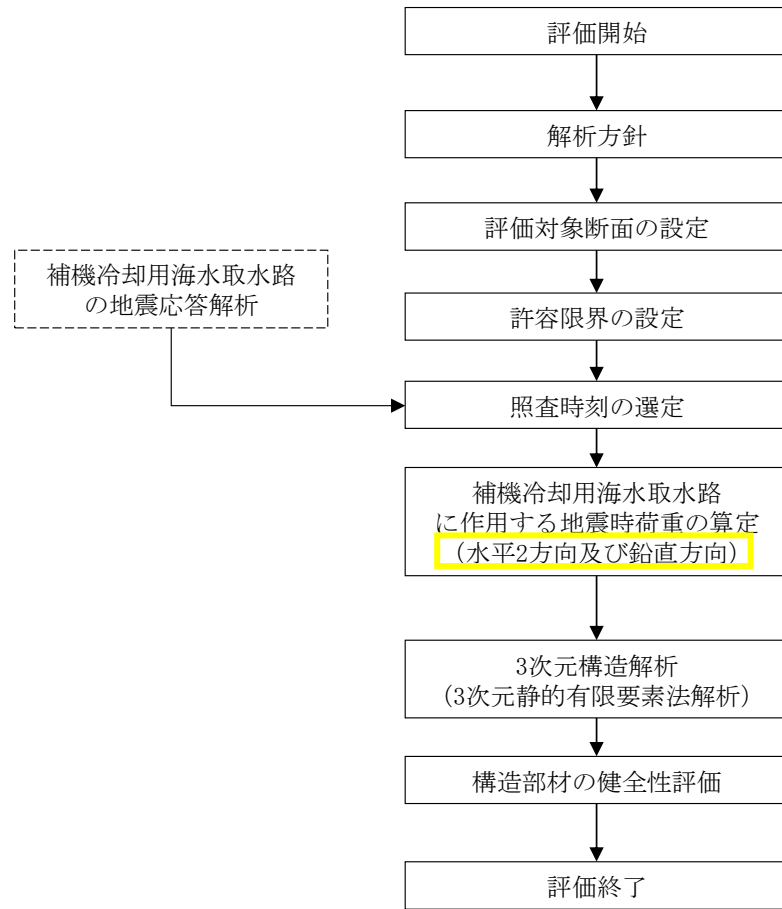 評価開始
解析方針
評価対象断面の設定
補機冷却用海水取水路
の地震応答解析
許容限界の設定
照査時刻の選定
補機冷却用海水取水路
に作用する地震時荷重の算定
（水平2方向及び鉛直方向）
3次元構造解析
（3次元静的有限要素法解析）
構造部材の健全性評価
評価終了